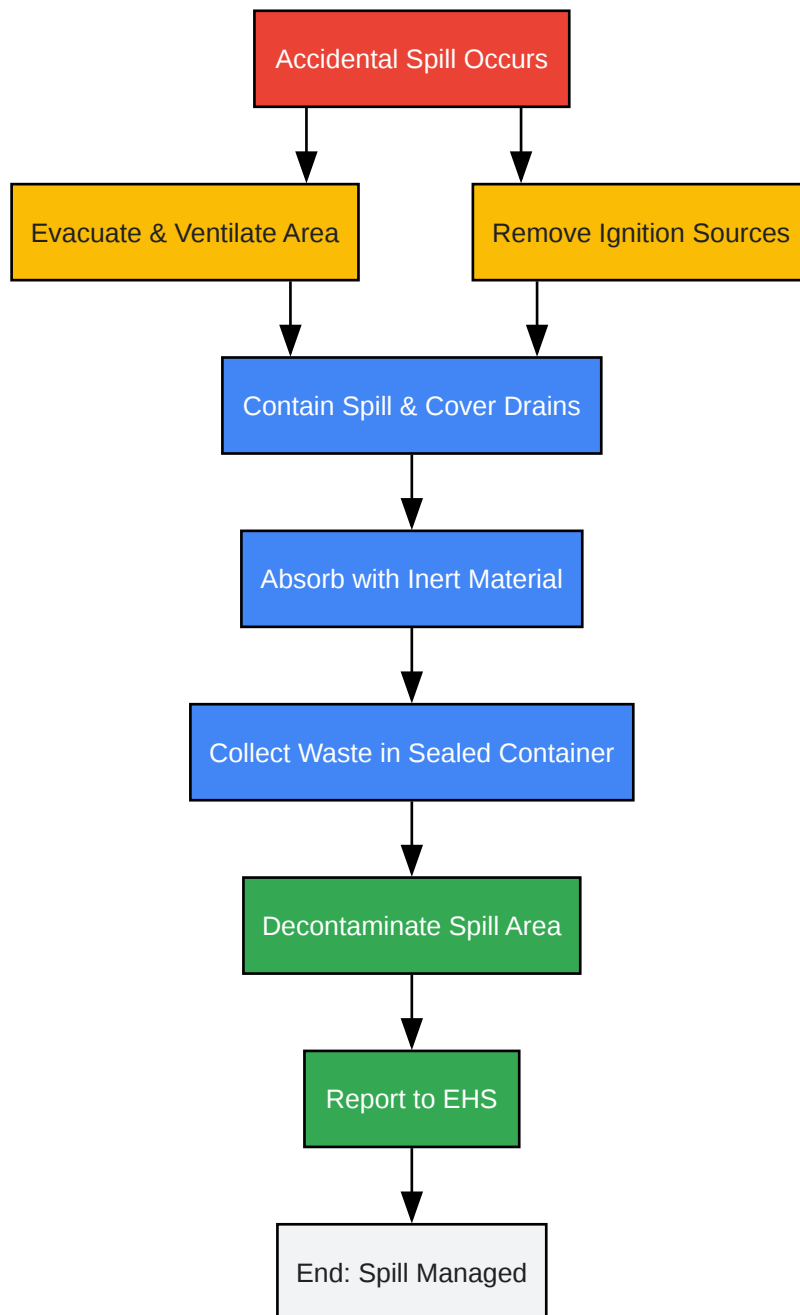 Accidental Spill Occurs
Evacuate & Ventilate Area
Remove Ignition Sources
Contain Spill & Cover Drains
Absorb with Inert Material
Collect Waste in Sealed Container
Decontaminate Spill Area
Report to EHS
End: Spill Managed